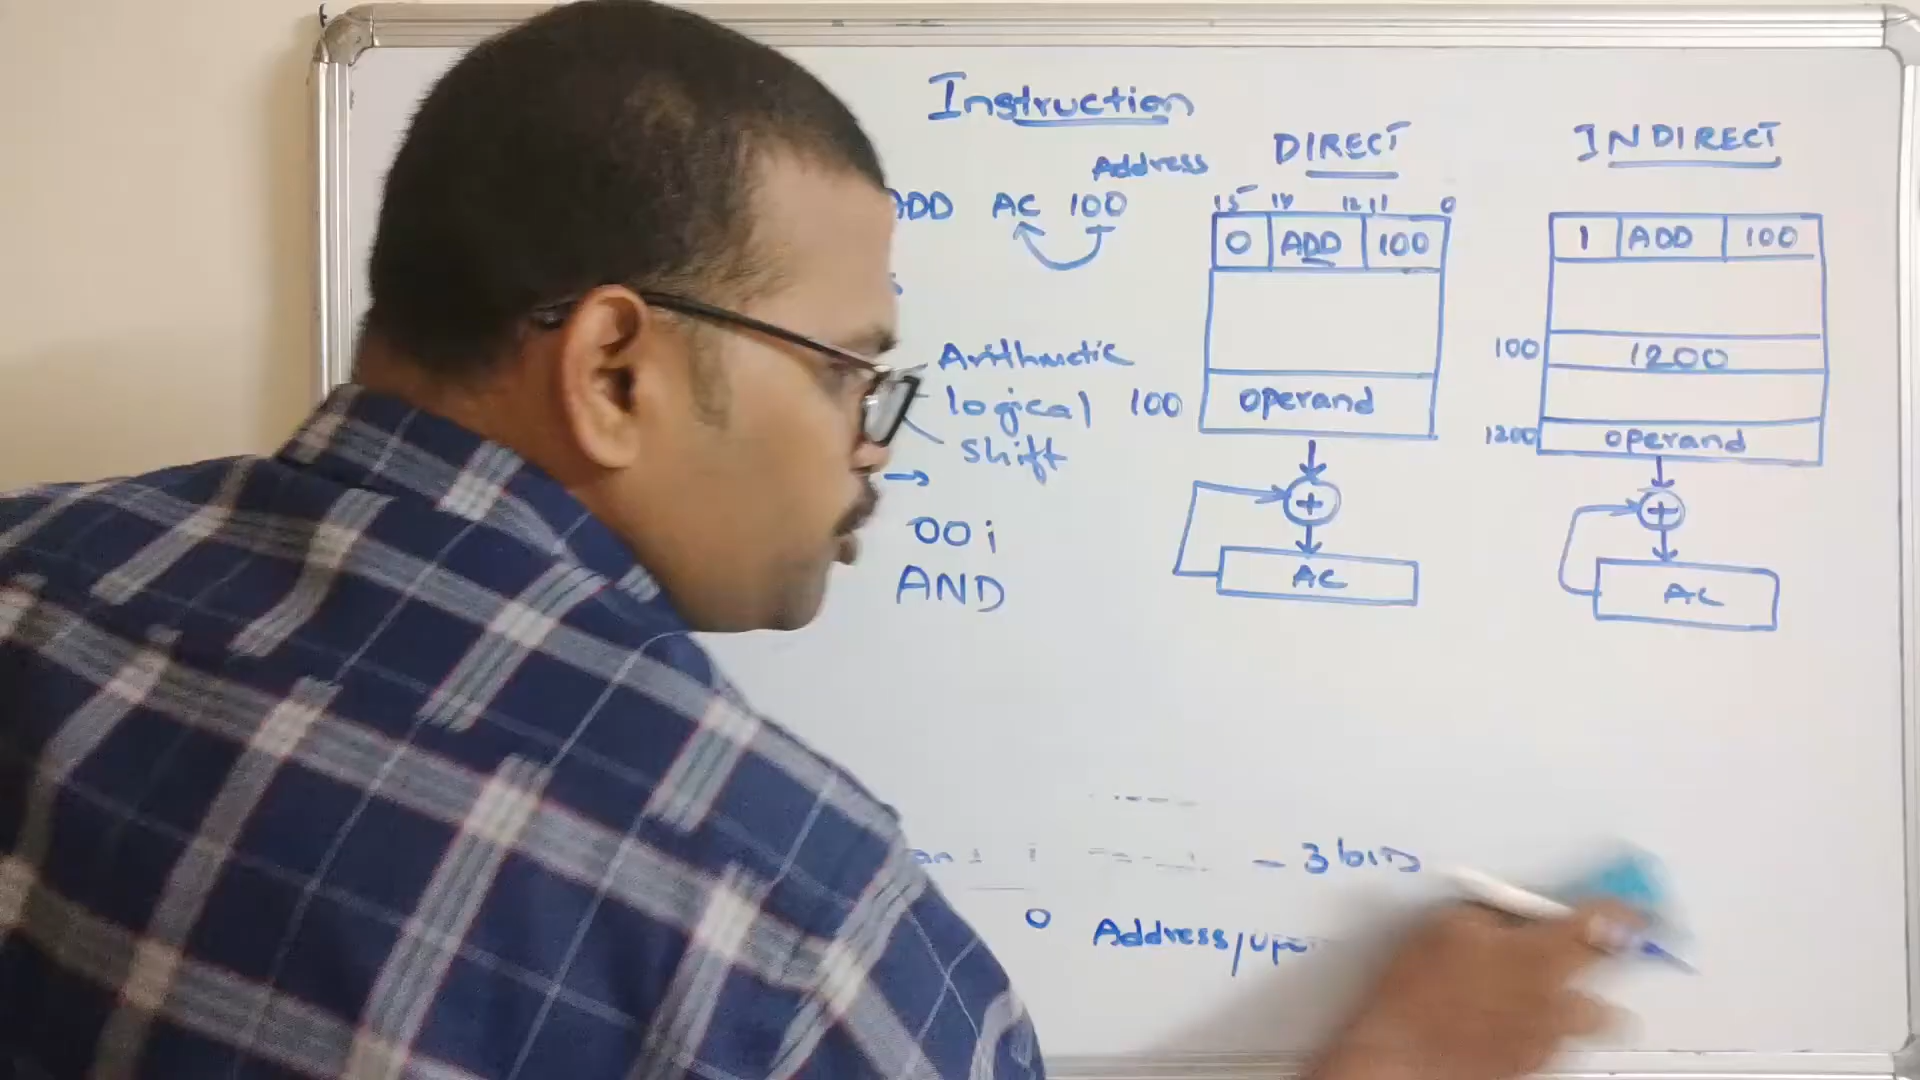 Instruction
DIRECT
INDIRECT
Address
ADD AC 100
15 14 12 11 0
0 ADD 100
1 ADD 100
Arithmetic
logical
shift
100 operand
100 1200
1200 operand
→
00i
AND
+
AC
+
AC
- 3 bits
0 Address/